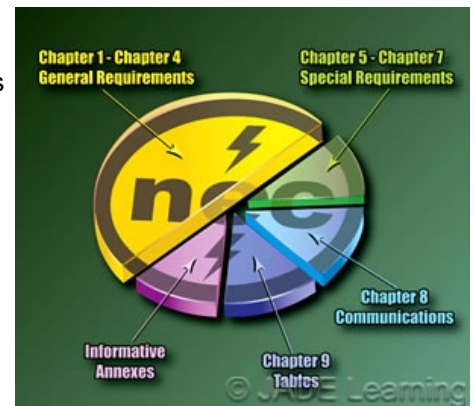 s
Chapter 1 - Chapter 4
General Requirements
Chapter 5 - Chapter 7
Special Requirements
nec
Chapter 8
Communications
Informative
Annexes
Chapter 9
Tables
© JADE Learning